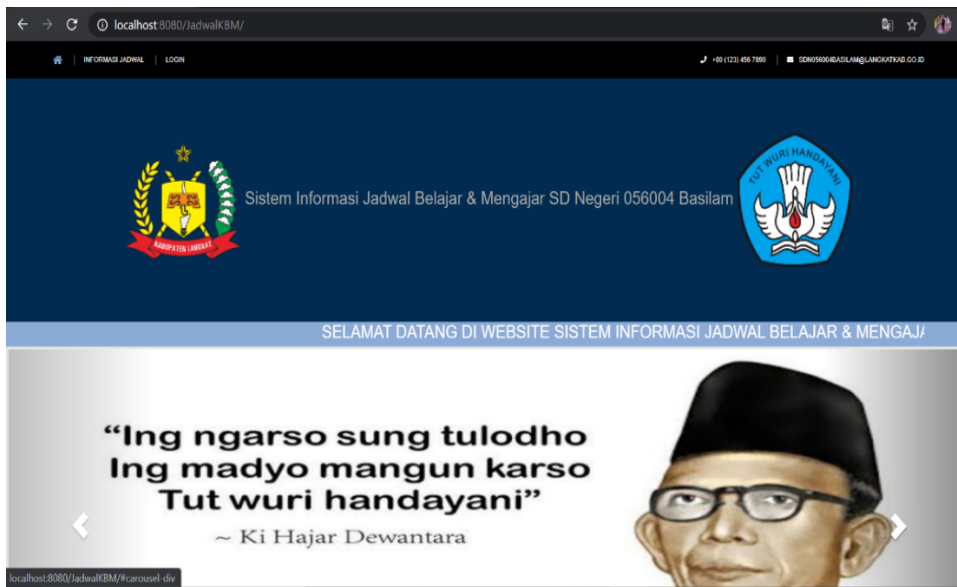 localhost:8080/JadwalKBM/
INFORMASI JADWAL
LOGIN
+00 (123) 456 7890
SDN056004BASILAM@LANGKATKAB.GO.ID
KABUPATEN LANGKAT
Sistem Informasi Jadwal Belajar & Mengajar SD Negeri 056004 Basilam
TUT WURI HANDAYANI
SELAMAT DATANG DI WEBSITE SISTEM INFORMASI JADWAL BELAJAR & MENGAJA
“Ing ngarso sung tulodho
Ing madyo mangun karso
Tut wuri handayani”
~ Ki Hajar Dewantara
localhost:8080/JadwalKBM/#carousel-div